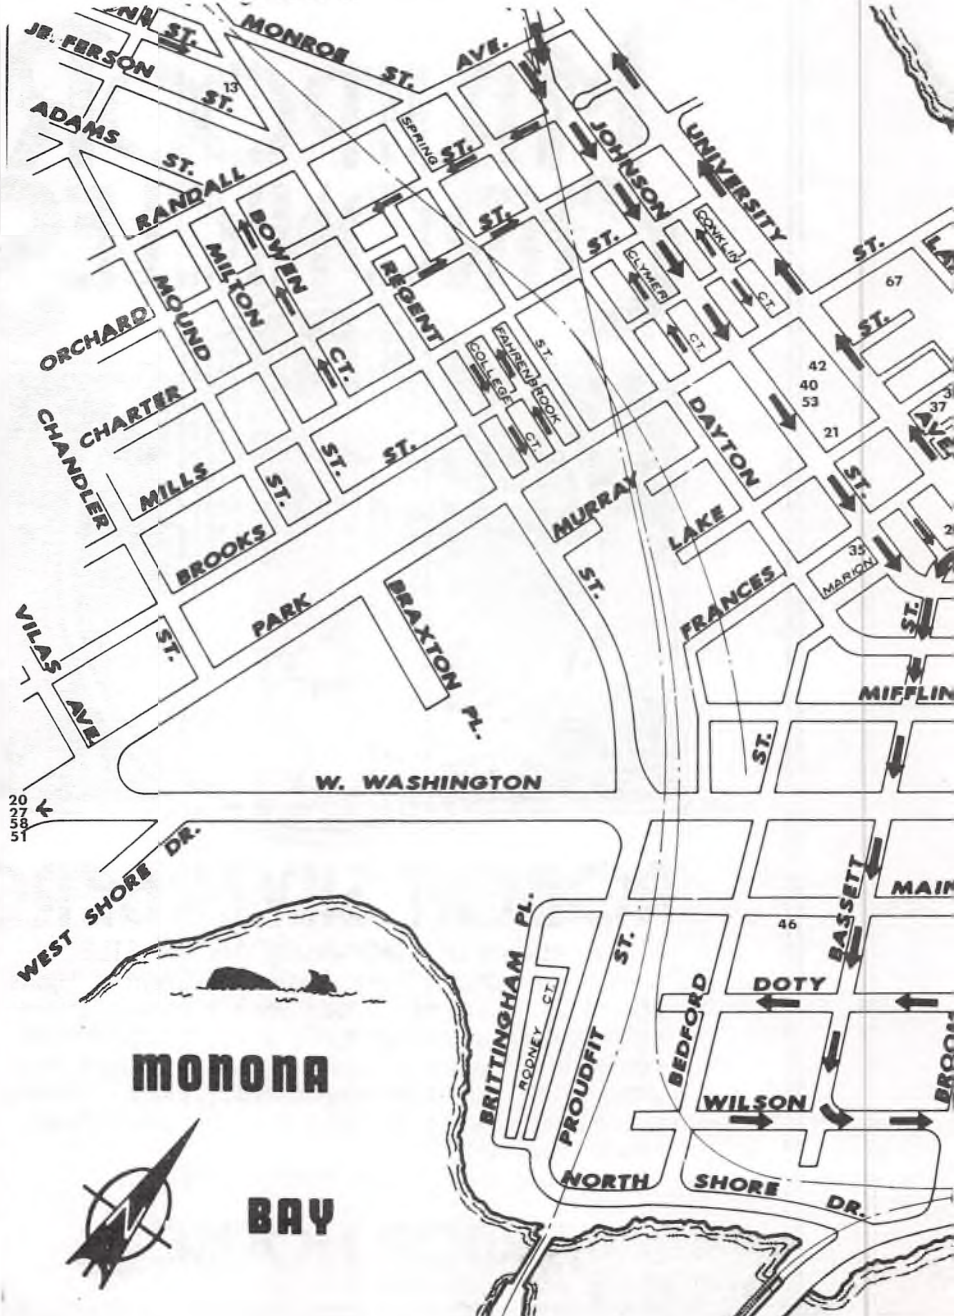 ST.
MONROE ST.
AVE.
JEFFERSON ST.
13
ADAMS ST.
SPRING ST.
JOHNSON
UNIVERSITY
RANDALL
BOWEN CT.
MILTON ST.
MOUND ST.
REGENT
ST.
ST.
CONKLIN CT.
CLYMER CT.
ST.
67
ST.
ORCHARD
CHARTER
CHANDLER ST.
COLLEGE CT.
FAHRENBROOK
ST.
42
40
53
21
37
AVE.
DAYTON
ST.
MILLS
ST.
BROOKS
MURRAY ST.
LAKE
35
MARION
FRANCES
ST.
PARK
BRAXTON PL.
VILAS AVE.
MIFFLIN
ST.
W. WASHINGTON
20
27
58
51
WEST SHORE DR.
MAIN
46
BASSETT
DOTY
BRITTINGHAM PL.
RODNEY CT.
PROUDFIT ST.
BEDFORD
WILSON
BROOM
NORTH SHORE DR.
MONONA
BAY